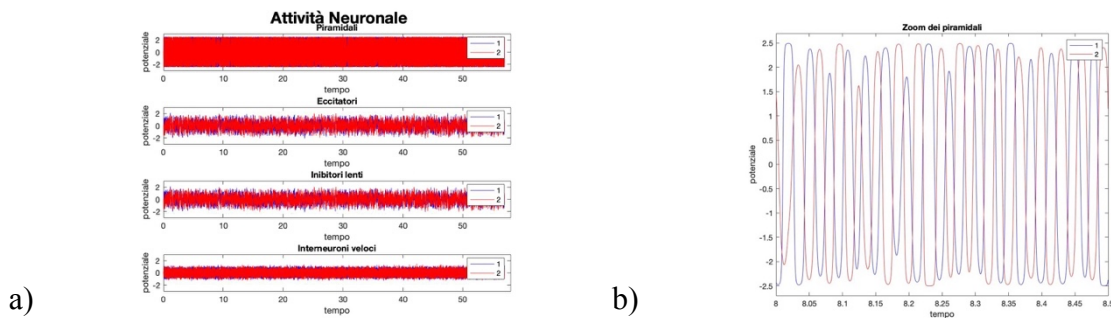 Attività Neuronale
Piramidali
potenziale
2
0
-2
1
2
0 10 20 30 40 50
tempo
Eccitatori
potenziale
2
0
-2
1
2
0 10 20 30 40 50
tempo
Inibitori lenti
potenziale
2
0
-2
1
2
0 10 20 30 40 50
tempo
Interneuroni veloci
potenziale
2
0
-2
1
2
0 10 20 30 40 50
tempo
a)
Zoom dei piramidali
potenziale
2.5
2
1.5
1
0.5
0
-0.5
-1
-1.5
-2
-2.5
1
2
8 8.05 8.1 8.15 8.2 8.25 8.3 8.35 8.4 8.45 8.5
tempo
b)